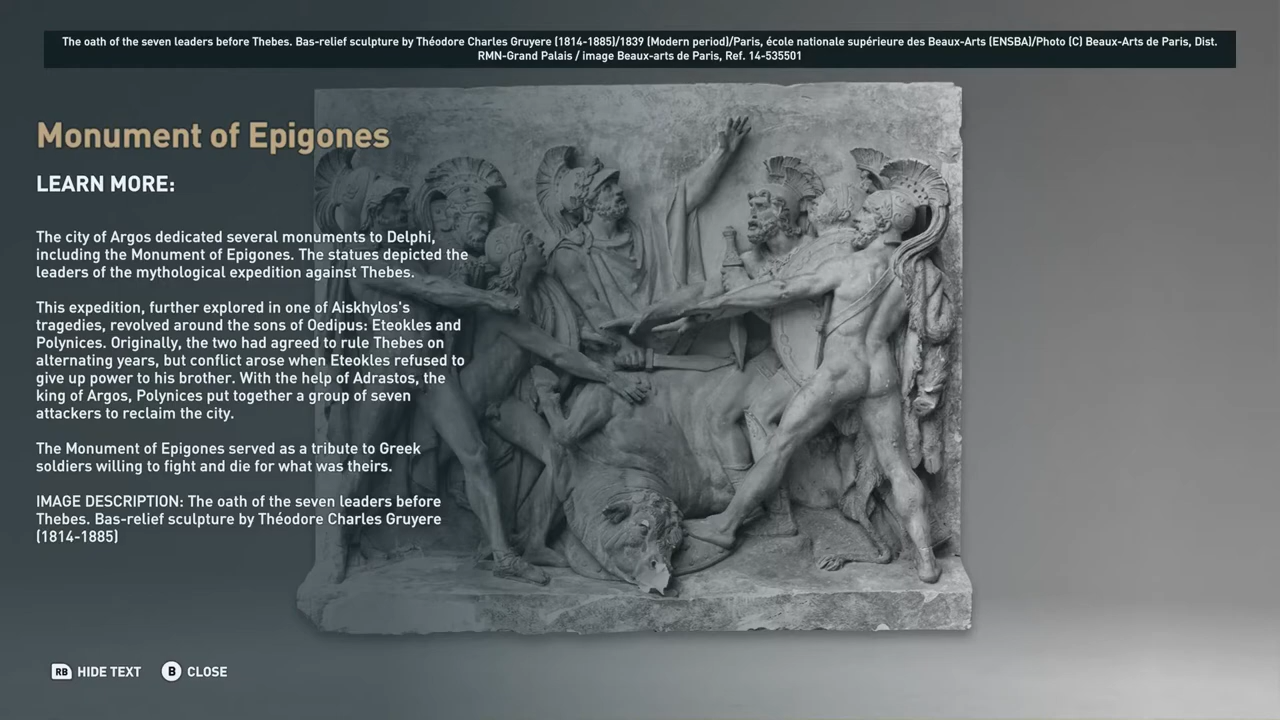 The oath of the seven leaders before Thebes. Bas-relief sculpture by Théodore Charles Gruyere (1814-1885)/1839 (Modern period)/Paris, école nationale supérieure des Beaux-Arts (ENSBA)/Photo (C) Beaux-Arts de Paris, Dist.
RMN-Grand Palais / image Beaux-arts de Paris, Ref. 14-535501
Monument of Epigones
LEARN MORE:
The city of Argos dedicated several monuments to Delphi,
including the Monument of Epigones. The statues depicted the
leaders of the mythological expedition against Thebes.
This expedition, further explored in one of Aiskhylos's
tragedies, revolved around the sons of Oedipus: Eteokles and
Polynices. Originally, the two had agreed to rule Thebes on
alternating years, but conflict arose when Eteokles refused to
give up power to his brother. With the help of Adrastos, the
king of Argos, Polynices put together a group of seven
attackers to reclaim the city.
The Monument of Epigones served as a tribute to Greek
soldiers willing to fight and die for what was theirs.
IMAGE DESCRIPTION: The oath of the seven leaders before
Thebes. Bas-relief sculpture by Théodore Charles Gruyere
(1814-1885)
RB HIDE TEXT B CLOSE